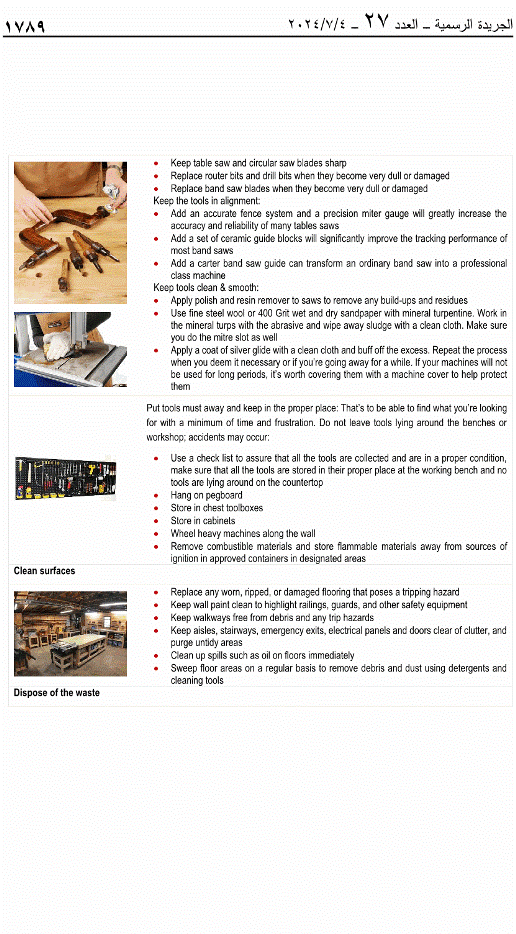 الجريدة الرسمية ــ العدد ٢٧ ــ ٢٠٢٤/٧/٤
١٧٨٩
• Keep table saw and circular saw blades sharp
• Replace router bits and drill bits when they become very dull or damaged
• Replace band saw blades when they become very dull or damaged
Keep the tools in alignment:
• Add an accurate fence system and a precision miter gauge will greatly increase the
accuracy and reliability of many tables saws
• Add a set of ceramic guide blocks will significantly improve the tracking performance of
most band saws
• Add a carter band saw guide can transform an ordinary band saw into a professional
class machine
Keep tools clean & smooth:
• Apply polish and resin remover to saws to remove any build-ups and residues
• Use fine steel wool or 400 Grit wet and dry sandpaper with mineral turpentine. Work in
the mineral turps with the abrasive and wipe away sludge with a clean cloth. Make sure
you do the mitre slot as well
• Apply a coat of silver glide with a clean cloth and buff off the excess. Repeat the process
when you deem it necessary or if you're going away for a while. If your machines will not
be used for long periods, it's worth covering them with a machine cover to help protect
them
Put tools must away and keep in the proper place: That's to be able to find what you're looking
for with a minimum of time and frustration. Do not leave tools lying around the benches or
workshop; accidents may occur:
• Use a check list to assure that all the tools are collected and are in a proper condition,
make sure that all the tools are stored in their proper place at the working bench and no
tools are lying around on the countertop
• Hang on pegboard
• Store in chest toolboxes
• Store in cabinets
• Wheel heavy machines along the wall
• Remove combustible materials and store flammable materials away from sources of
ignition in approved containers in designated areas
Clean surfaces
• Replace any worn, ripped, or damaged flooring that poses a tripping hazard
• Keep wall paint clean to highlight railings, guards, and other safety equipment
• Keep walkways free from debris and any trip hazards
• Keep aisles, stairways, emergency exits, electrical panels and doors clear of clutter, and
purge untidy areas
• Clean up spills such as oil on floors immediately
• Sweep floor areas on a regular basis to remove debris and dust using detergents and
cleaning tools
Dispose of the waste